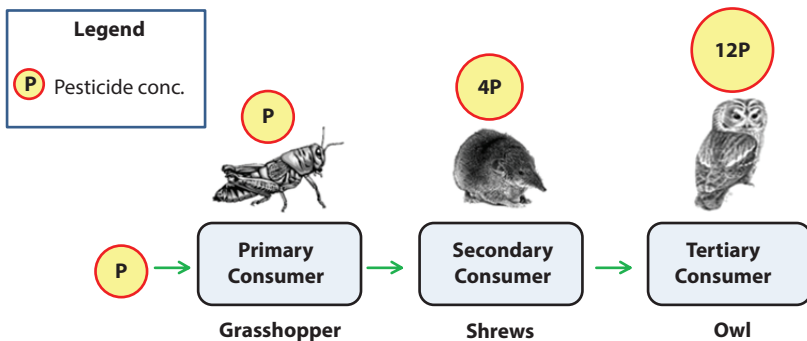 Legend
P Pesticide conc.
P
4P
12P
P
Primary
Consumer
Secondary
Consumer
Tertiary
Consumer
Grasshopper
Shrews
Owl